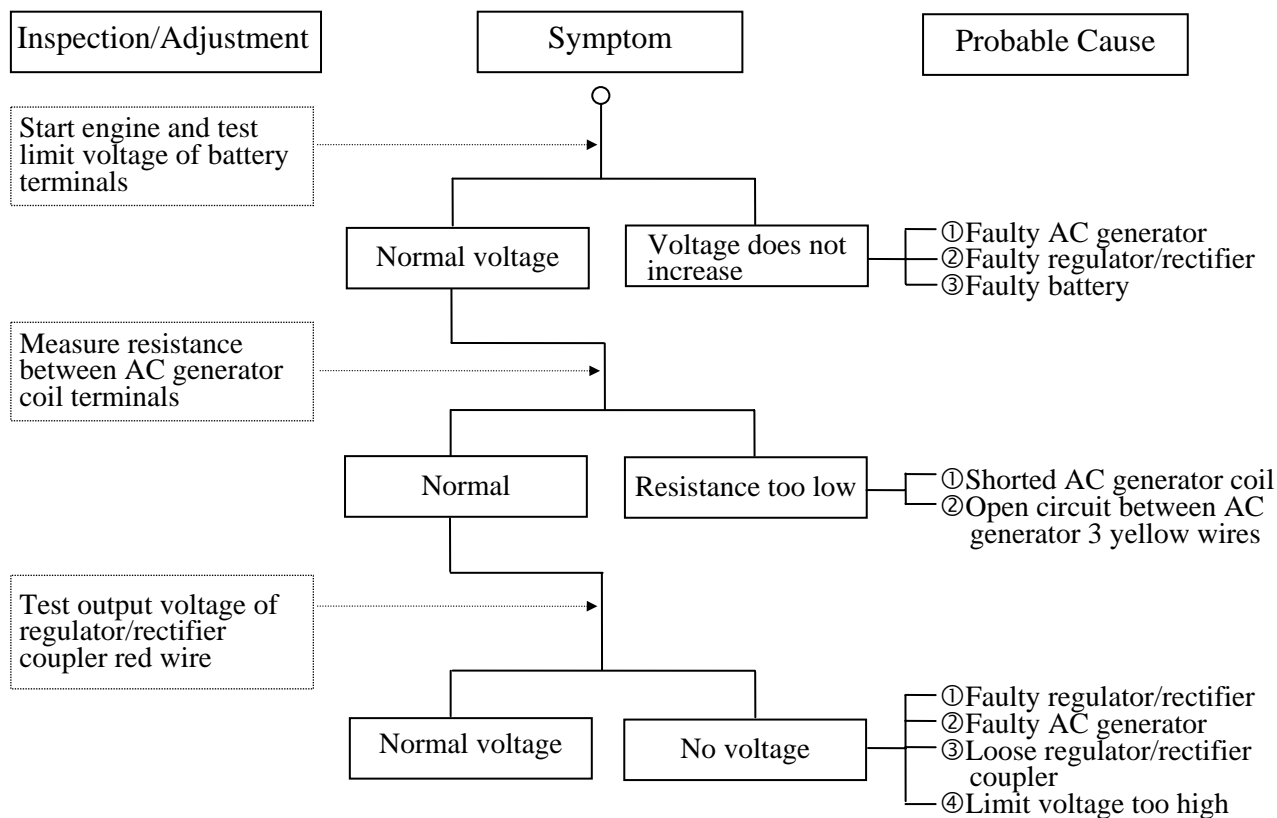 Inspection/Adjustment
Symptom
Probable Cause
Start engine and test
limit voltage of battery
terminals
Normal voltage
Voltage does not
increase
①Faulty AC generator
②Faulty regulator/rectifier
③Faulty battery
Measure resistance
between AC generator
coil terminals
Normal
Resistance too low
①Shorted AC generator coil
②Open circuit between AC
generator 3 yellow wires
Test output voltage of
regulator/rectifier
coupler red wire
Normal voltage
No voltage
①Faulty regulator/rectifier
②Faulty AC generator
③Loose regulator/rectifier
coupler
④Limit voltage too high